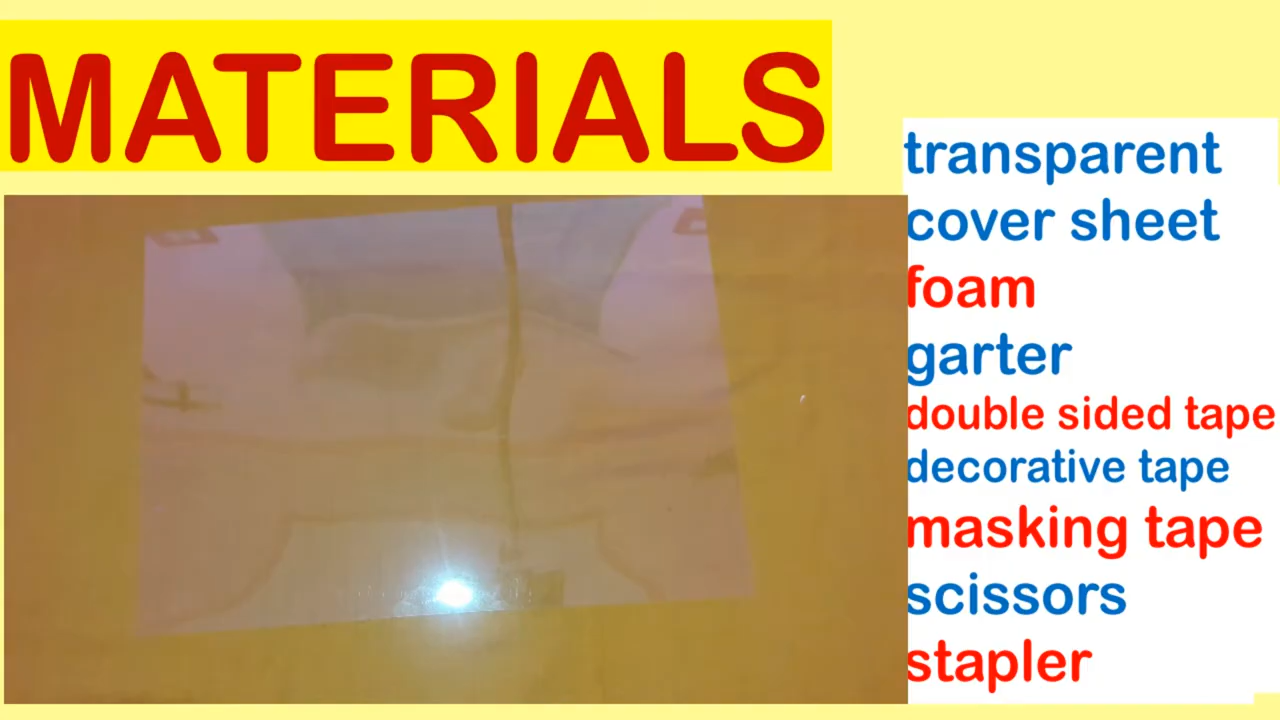 MATERIALS
transparent
cover sheet
foam
garter
double sided tape
decorative tape
masking tape
scissors
stapler